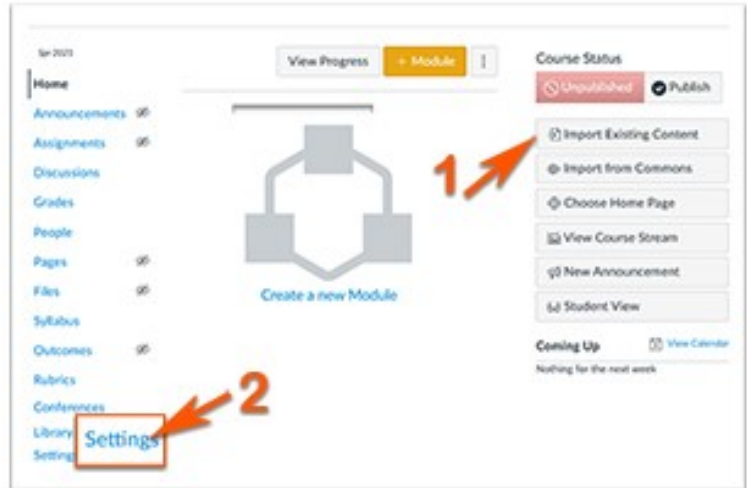 Spr 2021
Home
Announcements
Assignments
Discussions
Grades
People
Pages
Files
Syllabus
Outcomes
Rubrics
Conferences
Library
Settings
Settings
2
View Progress
+ Module
Create a new Module
1
Course Status
Unpublished
Publish
Import Existing Content
Import from Commons
Choose Home Page
View Course Stream
New Announcement
Student View
Coming Up
View Calendar
Nothing for the next week